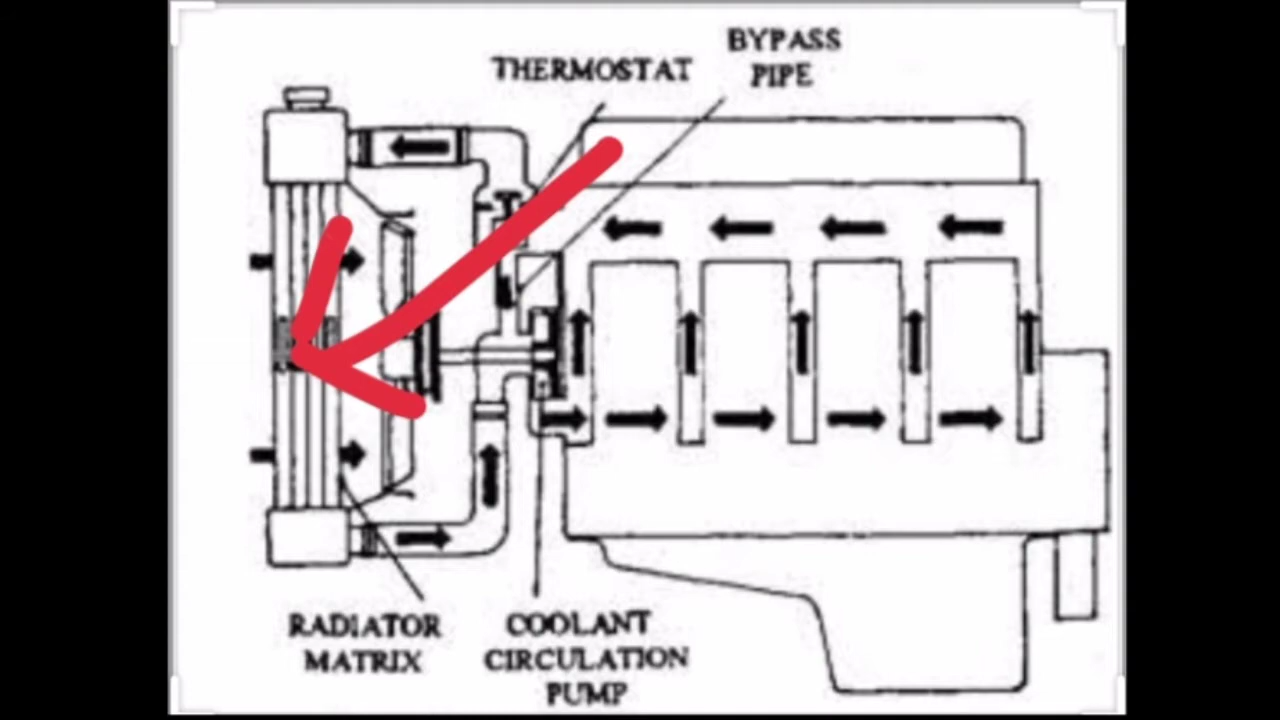 THERMOSTAT
BYPASS
PIPE
RADIATOR
MATRIX
COOLANT
CIRCULATION
PUMP